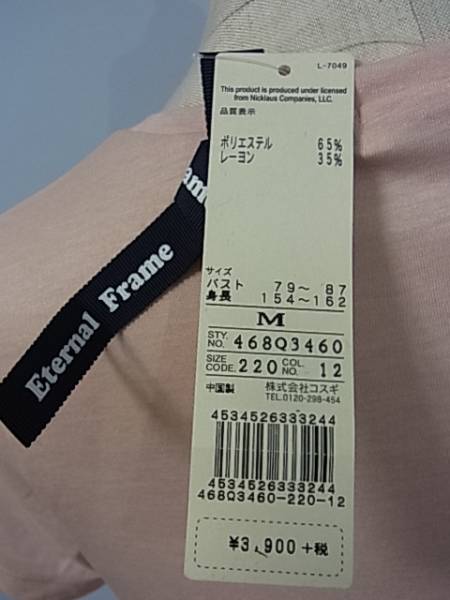 L-7049
This product is produced under licensed
from Nicklaus Companies, LLC.
品質表示
ポリエステル 65%
レーヨン 35%
サイズ
バスト 79～ 87
身長 154～162
M
STY. NO. 468Q3460
SIZE CODE. 220 COL. NO. 12
中国製 株式会社コスギ
TEL.0120-298-454
4534526333244
4534526333244
468Q3460-220-12
¥3,900+税
Eternal Frame
am